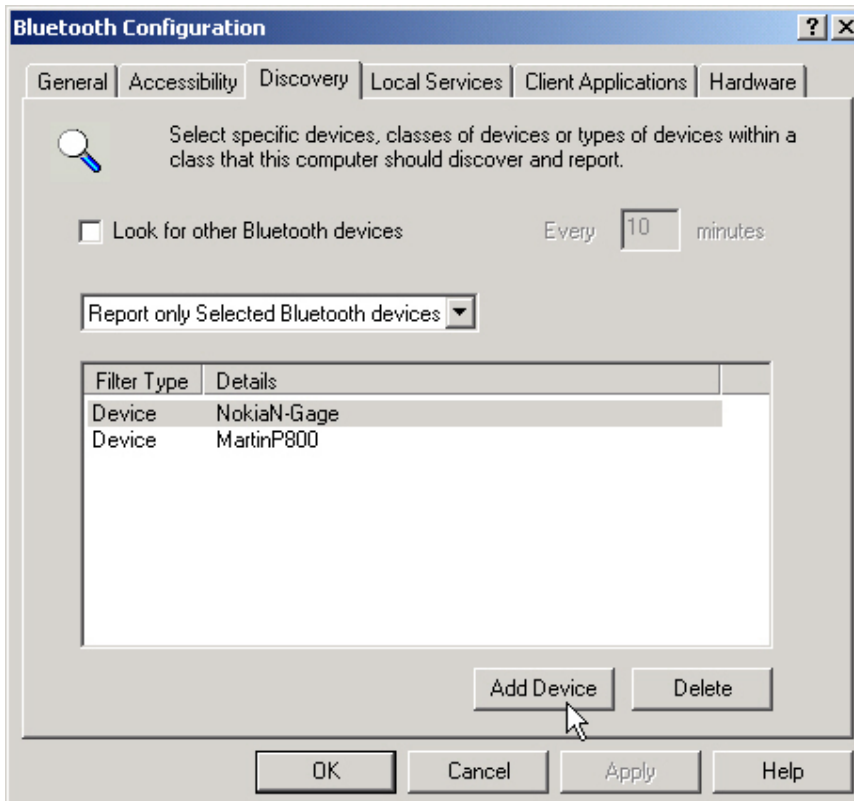 Bluetooth Configuration
General Accessibility Discovery Local Services Client Applications Hardware
Select specific devices, classes of devices or types of devices within a
class that this computer should discover and report.
Look for other Bluetooth devices Every 10 minutes
Report only Selected Bluetooth devices
Filter Type Details
Device NokiaN-Gage
Device MartinP800
Add Device Delete
OK Cancel Apply Help